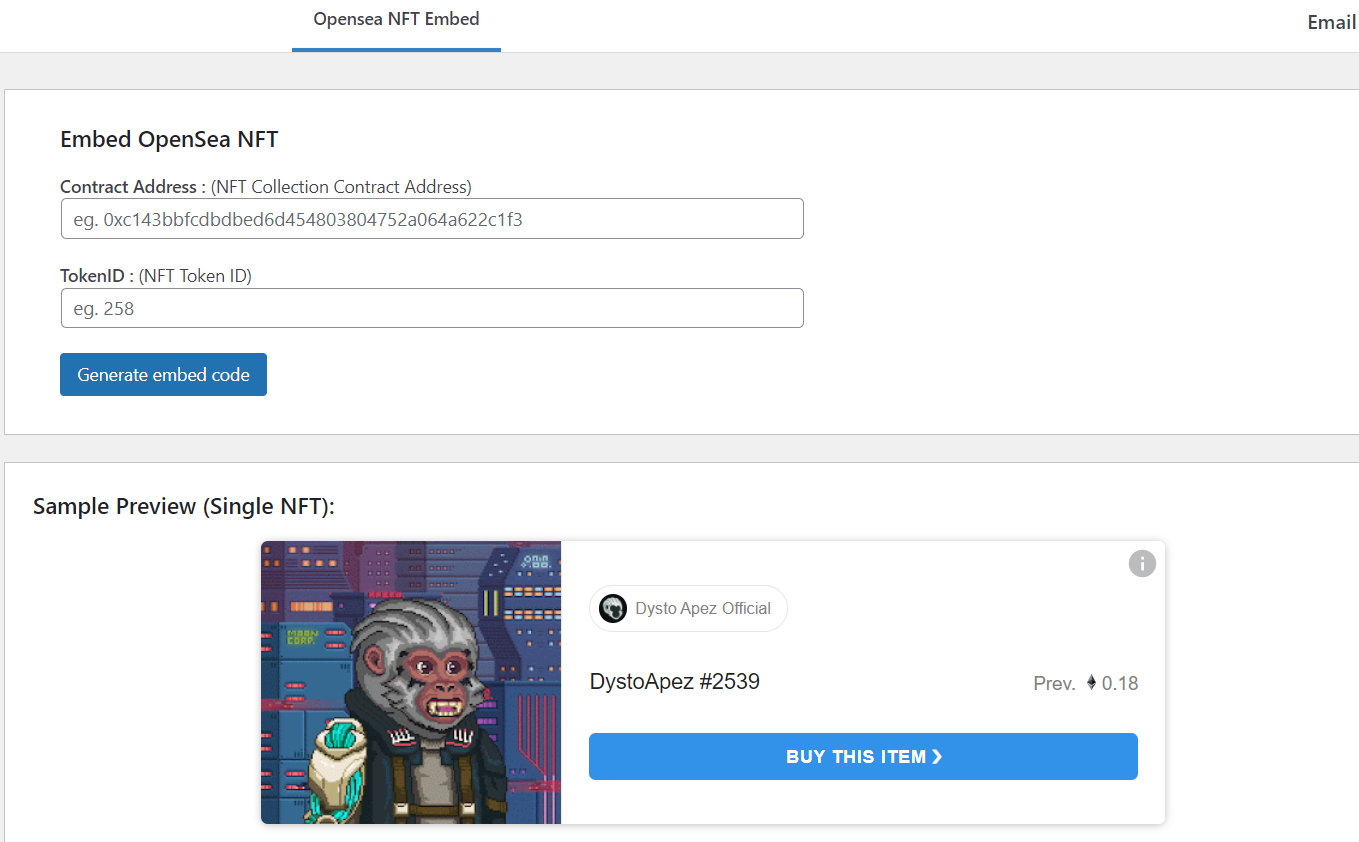 Opensea NFT Embed
Email
Embed OpenSea NFT
Contract Address : (NFT Collection Contract Address)
eg. 0xc143bbfcdbdbed6d454803804752a064a622c1f3
TokenID : (NFT Token ID)
eg. 258
Generate embed code
Sample Preview (Single NFT):
MOON
CORP.
Dysto Apez Official
DystoApez #2539
Prev. 0.18
BUY THIS ITEM ❯